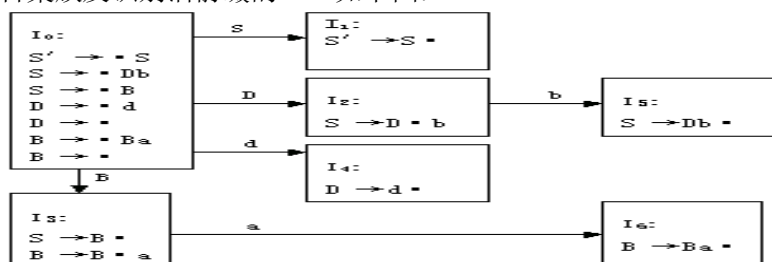 I₀:
S′ → • S
S → • Db
S → • B
D → • d
D → •
B → • Ba
B → •
S
I₁:
S′ → S •
D
I₂:
S → D • b
b
I₅:
S → Db •
d
I₄:
D → d •
B
I₃:
S → B •
B → B • a
a
I₆:
B → Ba •